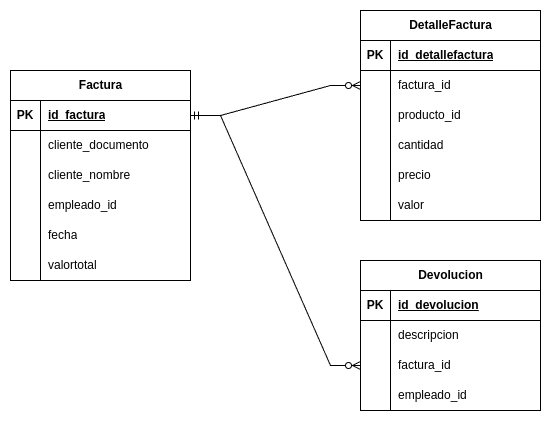 Factura
PK id_factura
cliente_documento
cliente_nombre
empleado_id
fecha
valortotal
DetalleFactura
PK id_detallefactura
factura_id
producto_id
cantidad
precio
valor
Devolucion
PK id_devolucion
descripcion
factura_id
empleado_id